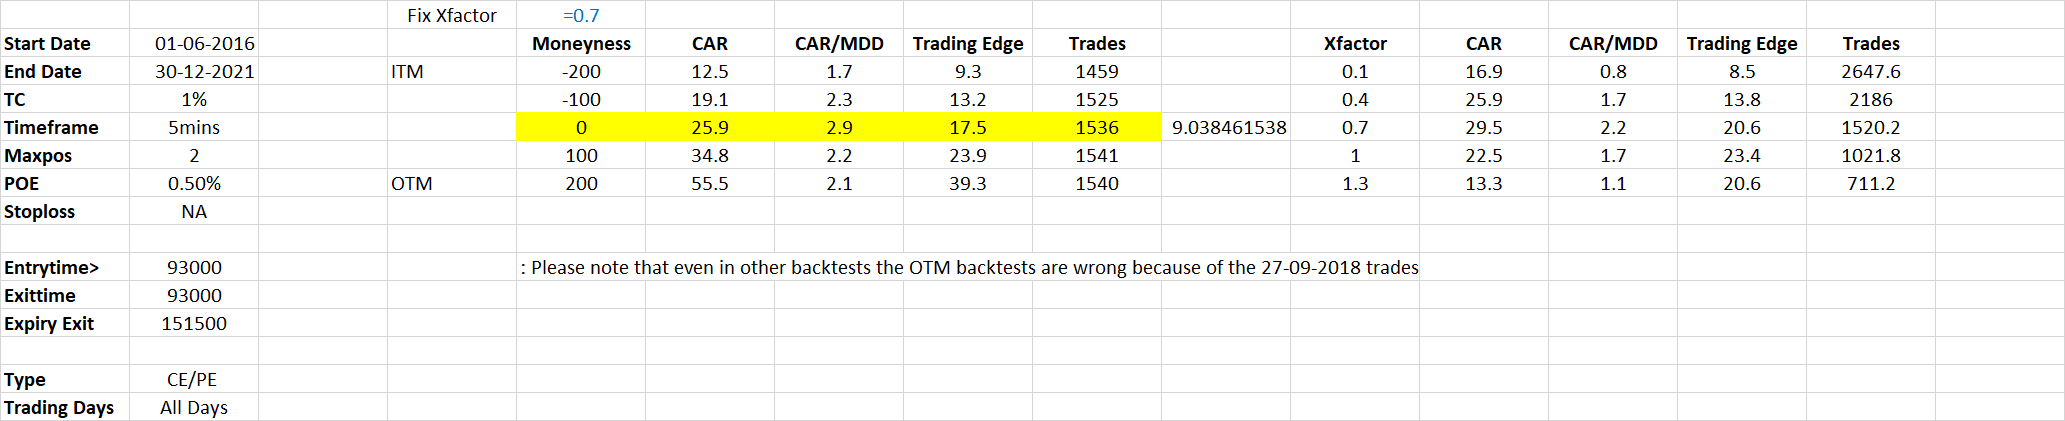 Fix Xfactor =0.7
Start Date 01-06-2016 Moneyness CAR CAR/MDD Trading Edge Trades Xfactor CAR CAR/MDD Trading Edge Trades
End Date 30-12-2021 ITM -200 12.5 1.7 9.3 1459 0.1 16.9 0.8 8.5 2647.6
TC 1% -100 19.1 2.3 13.2 1525 0.4 25.9 1.7 13.8 2186
Timeframe 5mins 0 25.9 2.9 17.5 1536 9.038461538 0.7 29.5 2.2 20.6 1520.2
Maxpos 2 100 34.8 2.2 23.9 1541 1 22.5 1.7 23.4 1021.8
POE 0.50% OTM 200 55.5 2.1 39.3 1540 1.3 13.3 1.1 20.6 711.2
Stoploss NA
Entrytime> 93000 : Please note that even in other backtests the OTM backtests are wrong because of the 27-09-2018 trades
Exittime 93000
Expiry Exit 151500
Type CE/PE
Trading Days All Days